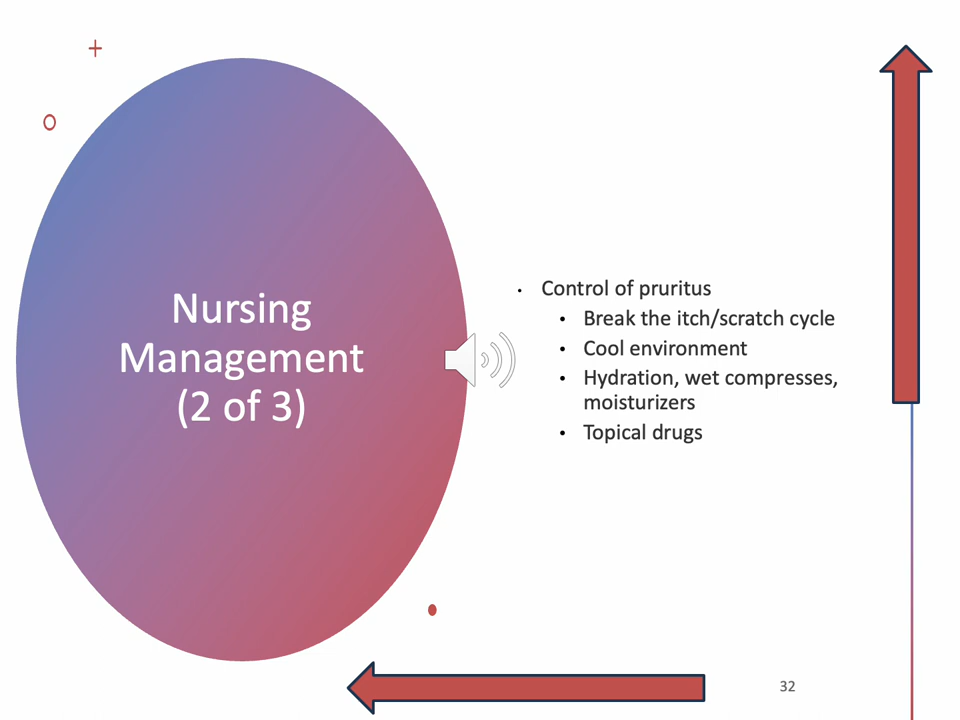 Nursing
Management
(2 of 3)
• Control of pruritus
• Break the itch/scratch cycle
• Cool environment
• Hydration, wet compresses,
moisturizers
• Topical drugs
32